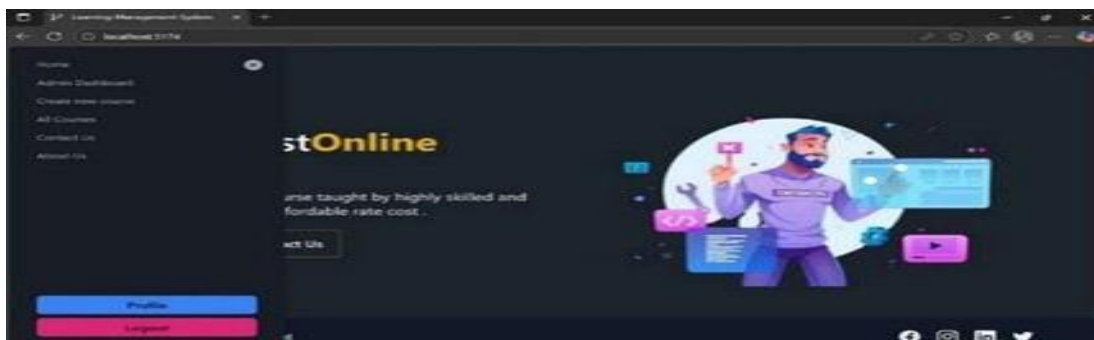 Learning Management System
localhost:5174
Home
Admin Dashboard
Create new course
All Courses
Contact Us
About Us
stOnline
urse taught by highly skilled and
fordable rate cost .
act Us
Profile
Logout